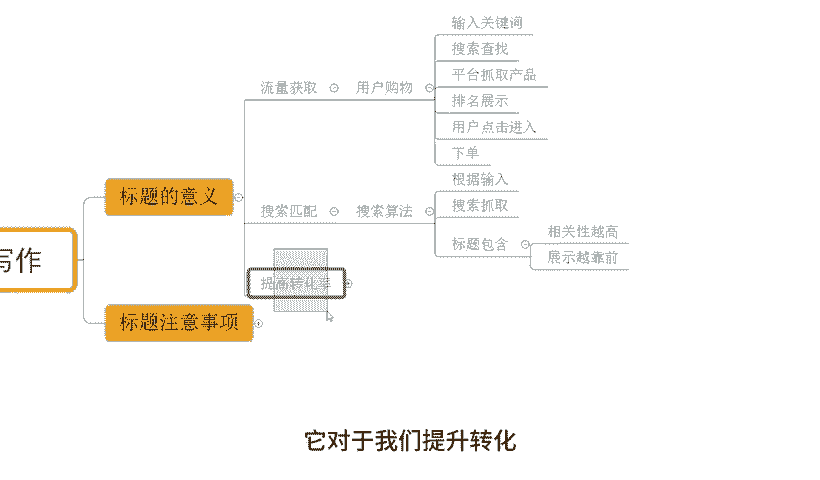 写作
标题的意义
流量获取
用户购物
输入关键词
搜索查找
平台抓取产品
排名展示
用户点击进入
下单
搜索匹配
搜索算法
根据输入
搜索抓取
标题包含
相关性越高
展示越靠前
提高转化率
标题注意事项
它对于我们提升转化